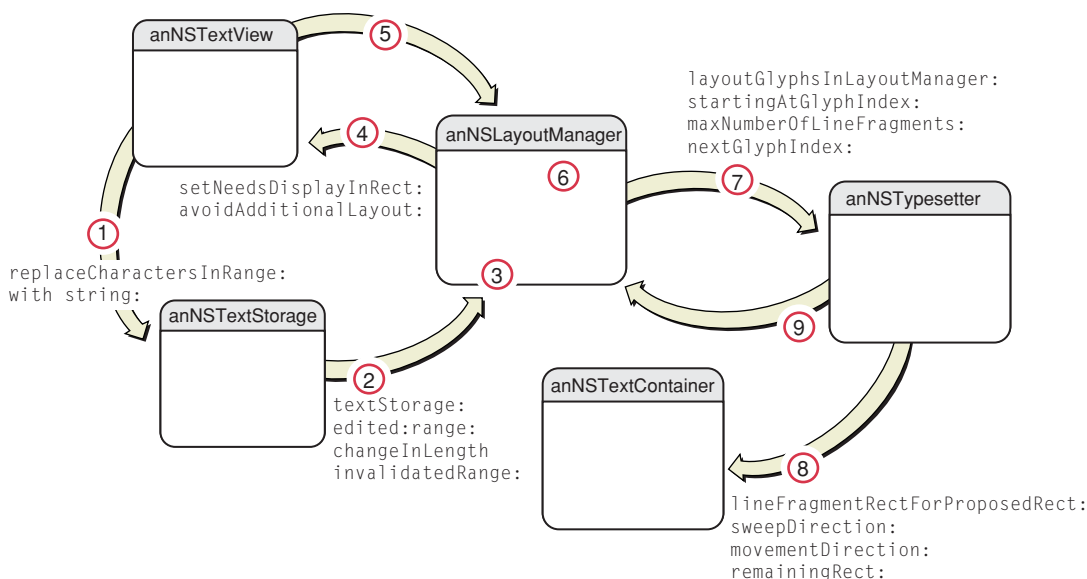 anNSTextView
5
layoutGlyphsInLayoutManager:
startingAtGlyphIndex:
maxNumberOfLineFragments:
nextGlyphIndex:
4
anNSLayoutManager
6
7
setNeedsDisplayInRect:
avoidAdditionalLayout:
anNSTypesetter
1
replaceCharactersInRange:
with string:
3
anNSTextStorage
9
2
anNSTextContainer
textStorage:
edited:range:
changeInLength
invalidatedRange:
8
lineFragmentRectForProposedRect:
sweepDirection:
movementDirection:
remainingRect: